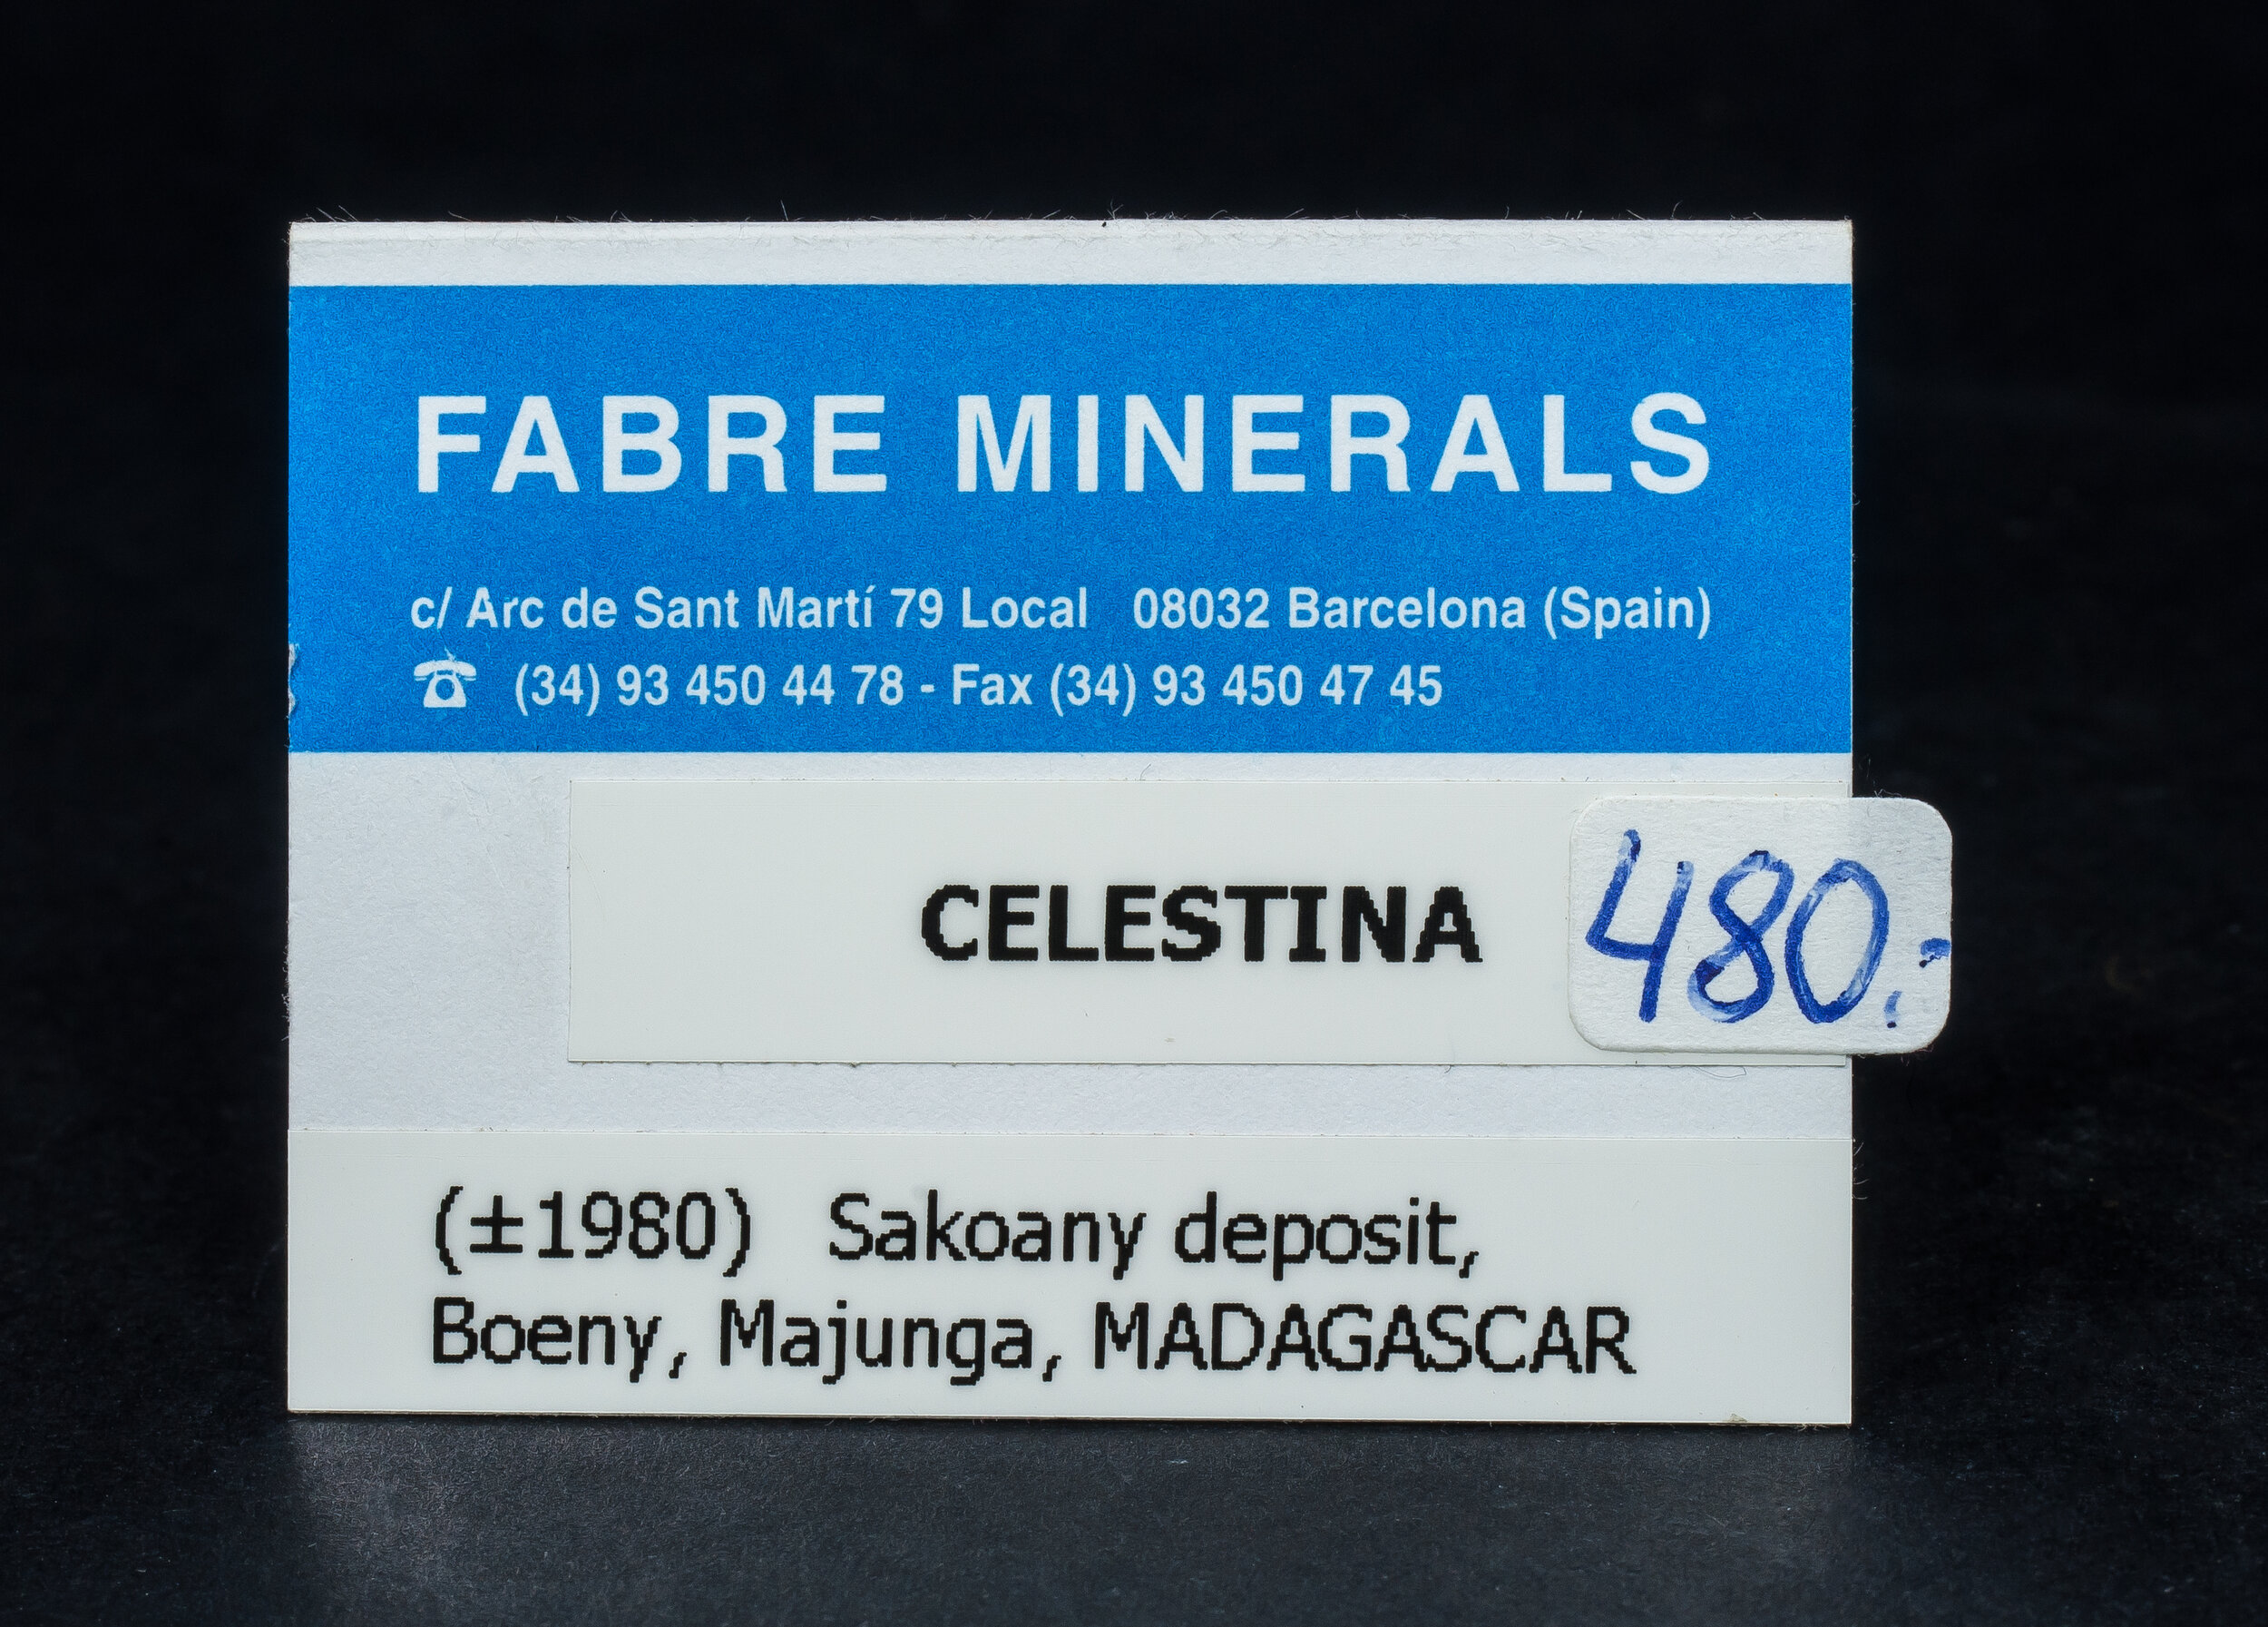 FABRE MINERALS
c/ Arc de Sant Martí 79 Local 08032 Barcelona (Spain)
☎ (34) 93 450 44 78 - Fax (34) 93 450 47 45
CELESTINA
480.-
(±1980) Sakoany deposit,
Boeny, Majunga, MADAGASCAR